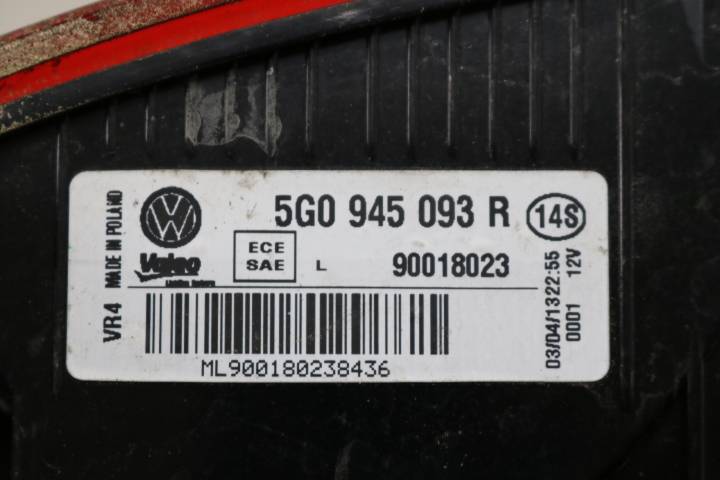 VR4 MADE IN POLAND
VW
5G0 945 093 R
14S
Valeo
ECE
SAE
L
90018023
ML900180238436
03/04/1322:55
0001 12V